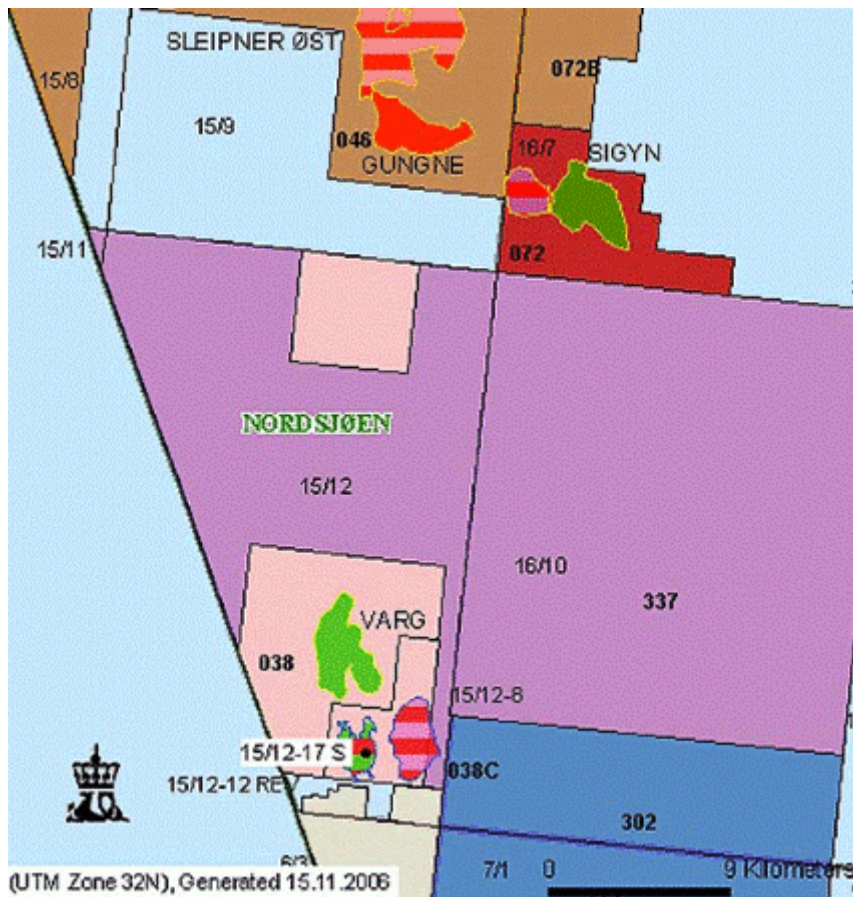 SLEIPNER ØST
072B
15/8
15/9
046
16/7
SIGYN
GUNGNE
15/11
072
NORDSJØEN
15/12
16/10
337
VARG
038
15/12-6
15/12-17 S
15/12-12 RE
038C
302
6/3
7/1
0
9 Kilometers
(UTM Zone 32N), Generated 15.11.2006